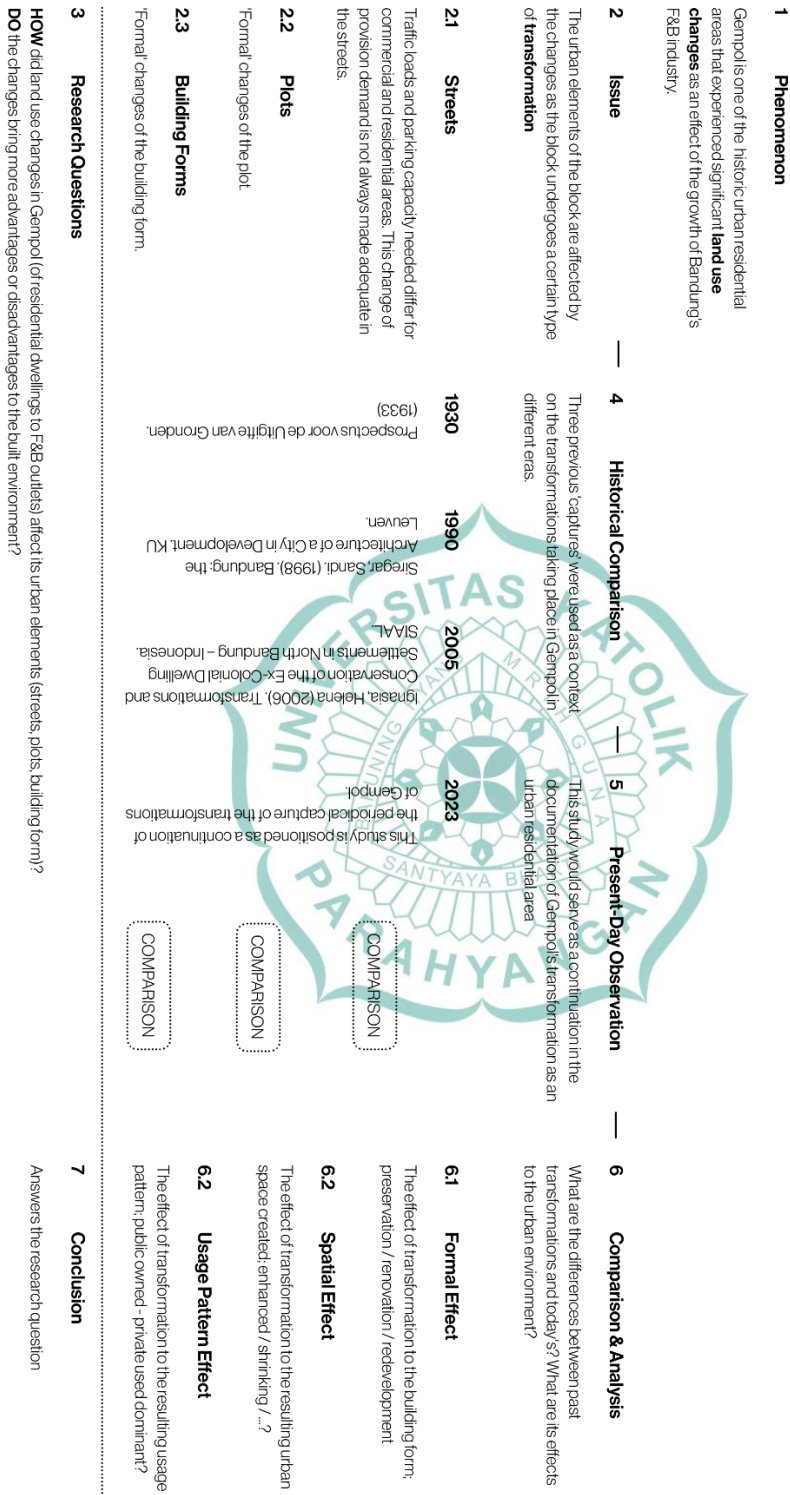 1 Phenomenon
Gempol is one of the historic urban residential
areas that experienced significant land use
changes as an effect of the growth of Bandung's
F&B industry.
2 Issue
The urban elements of the block are affected by
the changes as the block undergoes a certain type
of transformation
2.1 Streets
Traffic loads and parking capacity needed differ for
commercial and residential areas. This change of
provision demand is not always made adequate in
the streets.
2.2 Plots
'Formal' changes of the plot
2.3 Building Forms
'Formal' changes of the building form.
3 Research Questions
HOW did land use changes in Gempol (of residential dwellings to F&B outlets) affect its urban elements (streets, plots, building form)?
DO the changes bring more advantages or disadvantages to the built environment?
4 Historical Comparison
Three previous 'captures' were used as a context
on the transformations taking place in Gempol in
different eras.
1930
Prospectus voor de Uitgifte van Gronden.
(1933)
1990
Siregar, Sandi. (1998). Bandung: the
Architecture of a City in Development. KU
Leuven.
2005
Ignasia, Helena (2006). Transformations and
Conservation of the Ex-Colonial Dwelling
Settlements in North Bandung – Indonesia.
SIAAL.
5 Present-Day Observation
This study would serve as a continuation in the
documentation of Gempol's transformation as an
urban residential area
2023
This study is positioned as a continuation of
the periodical capture of the transformations
of Gempol.
COMPARISON
COMPARISON
COMPARISON
6 Comparison & Analysis
What are the differences between past
transformations and today's? What are its effects
to the urban environment?
6.1 Formal Effect
The effect of transformation to the building form;
preservation / renovation / redevelopment
6.2 Spatial Effect
The effect of transformation to the resulting urban
space created; enhanced / shrinking / ...?
6.2 Usage Pattern Effect
The effect of transformation to the resulting usage
pattern; public owned - private used dominant?
7 Conclusion
Answers the research question
UNIVERSITAS KATOLIK
PARAHYANGAN
SANTYAYA